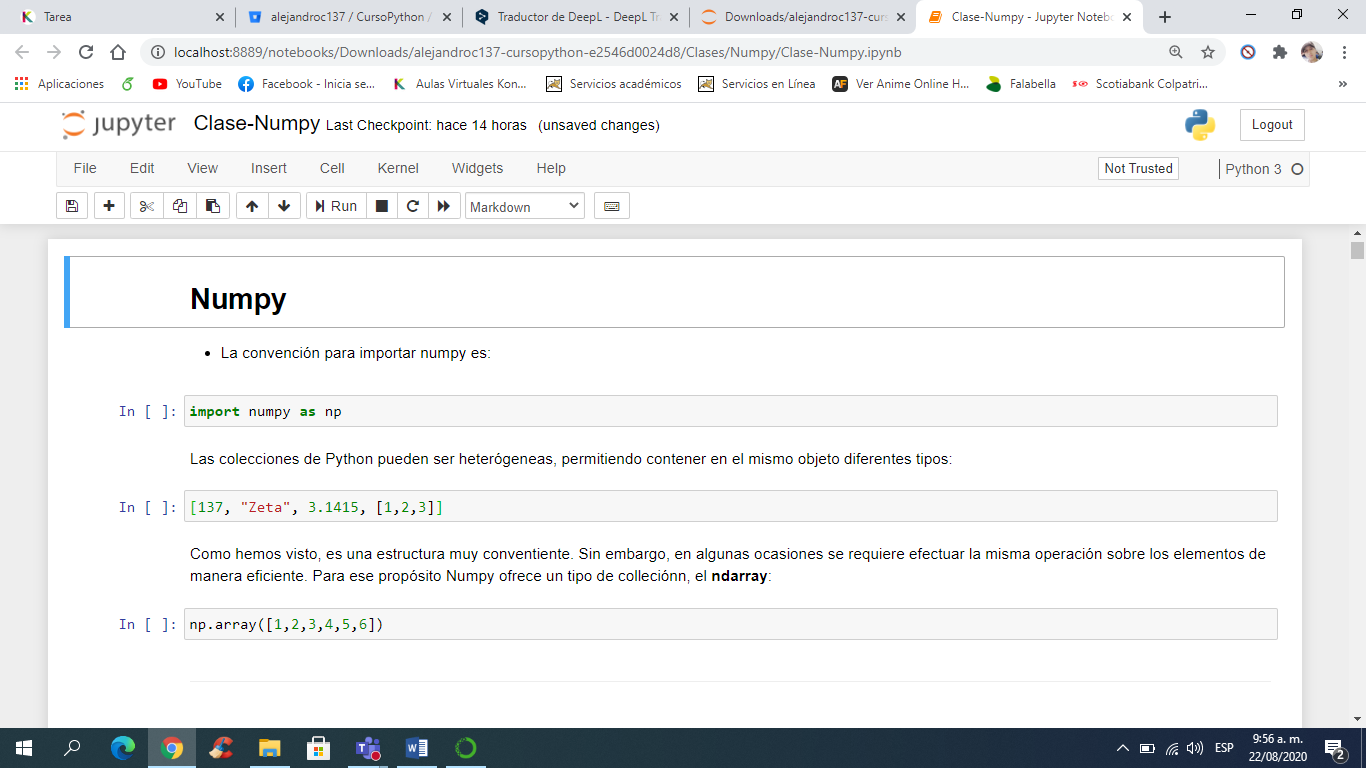 Tarea
alejandroc137 / CursoPython /
Traductor de DeepL - DeepL Tr
Downloads/alejandroc137-curs
Clase-Numpy - Jupyter Notebo
localhost:8889/notebooks/Downloads/alejandroc137-cursopython-e2546d0024d8/Clases/Numpy/Clase-Numpy.ipynb
Aplicaciones
YouTube
Facebook - Inicia se...
Aulas Virtuales Kon...
Servicios académicos
Servicios en Línea
AF Ver Anime Online H...
Falabella
Scotiabank Colpatri...
»
jupyter Clase-Numpy Last Checkpoint: hace 14 horas (unsaved changes)
Logout
File Edit View Insert Cell Kernel Widgets Help
Not Trusted
Python 3
Run
Markdown
Numpy
• La convención para importar numpy es:
In [ ]: import numpy as np
Las colecciones de Python pueden ser heterógeneas, permitiendo contener en el mismo objeto diferentes tipos:
In [ ]: [137, "Zeta", 3.1415, [1,2,3]]
Como hemos visto, es una estructura muy conventiente. Sin embargo, en algunas ocasiones se requiere efectuar la misma operación sobre los elementos de
manera eficiente. Para ese propósito Numpy ofrece un tipo de colleciónn, el ndarray:
In [ ]: np.array([1,2,3,4,5,6])
ESP
9:56 a. m.
22/08/2020
2